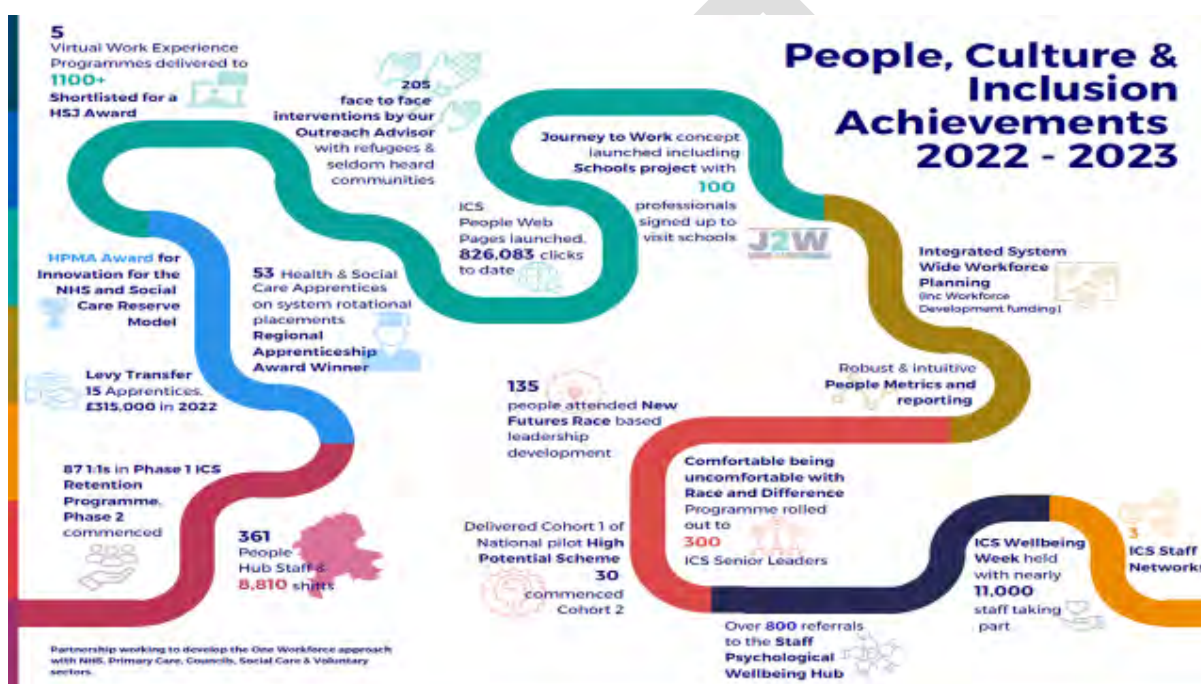 People, Culture &
Inclusion
Achievements
2022 - 2023
5
Virtual Work Experience
Programmes delivered to
1100+
Shortlisted for a
HSJ Award
205
face to face
interventions by our
Outreach Advisor
with refugees &
seldom heard
communities
Journey to Work concept
launched including
Schools project with
100
professionals
signed up to
visit schools
J2W
ICS
People Web
Pages launched.
826,083 clicks
to date
Integrated System
Wide Workforce
Planning
(inc Workforce
Development funding)
HPMA Award for
Innovation for the
NHS and Social
Care Reserve
Model
53 Health & Social
Care Apprentices
on system rotational
placements
Regional
Apprenticeship
Award Winner
Levy Transfer
15 Apprentices.
£315,000 in 2022
Robust & intuitive
People Metrics and
reporting
135
people attended New
Futures Race based
leadership
development
87 1:1s in Phase 1 ICS
Retention
Programme.
Phase 2
commenced
361
People
Hub Staff &
8,810 shifts
Comfortable being
uncomfortable with
Race and Difference
Programme rolled
out to
300
ICS Senior Leaders
Delivered Cohort 1 of
National pilot High
Potential Scheme
30
commenced
Cohort 2
ICS Wellbeing
Week held
with nearly
11,000
staff taking
part
3
ICS Staff
Networks
Over 800 referrals
to the Staff
Psychological
Wellbeing Hub
Partnership working to develop the One Workforce approach
with NHS, Primary Care, Councils, Social Care & Voluntary
sectors.